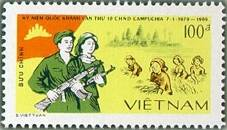 KỶ NIỆM QUỐC KHÁNH LẦN THỨ 10 CHND CAMPUCHIA 7-1-1979 - 1989
100đ
BƯU CHÍNH
VIETNAM